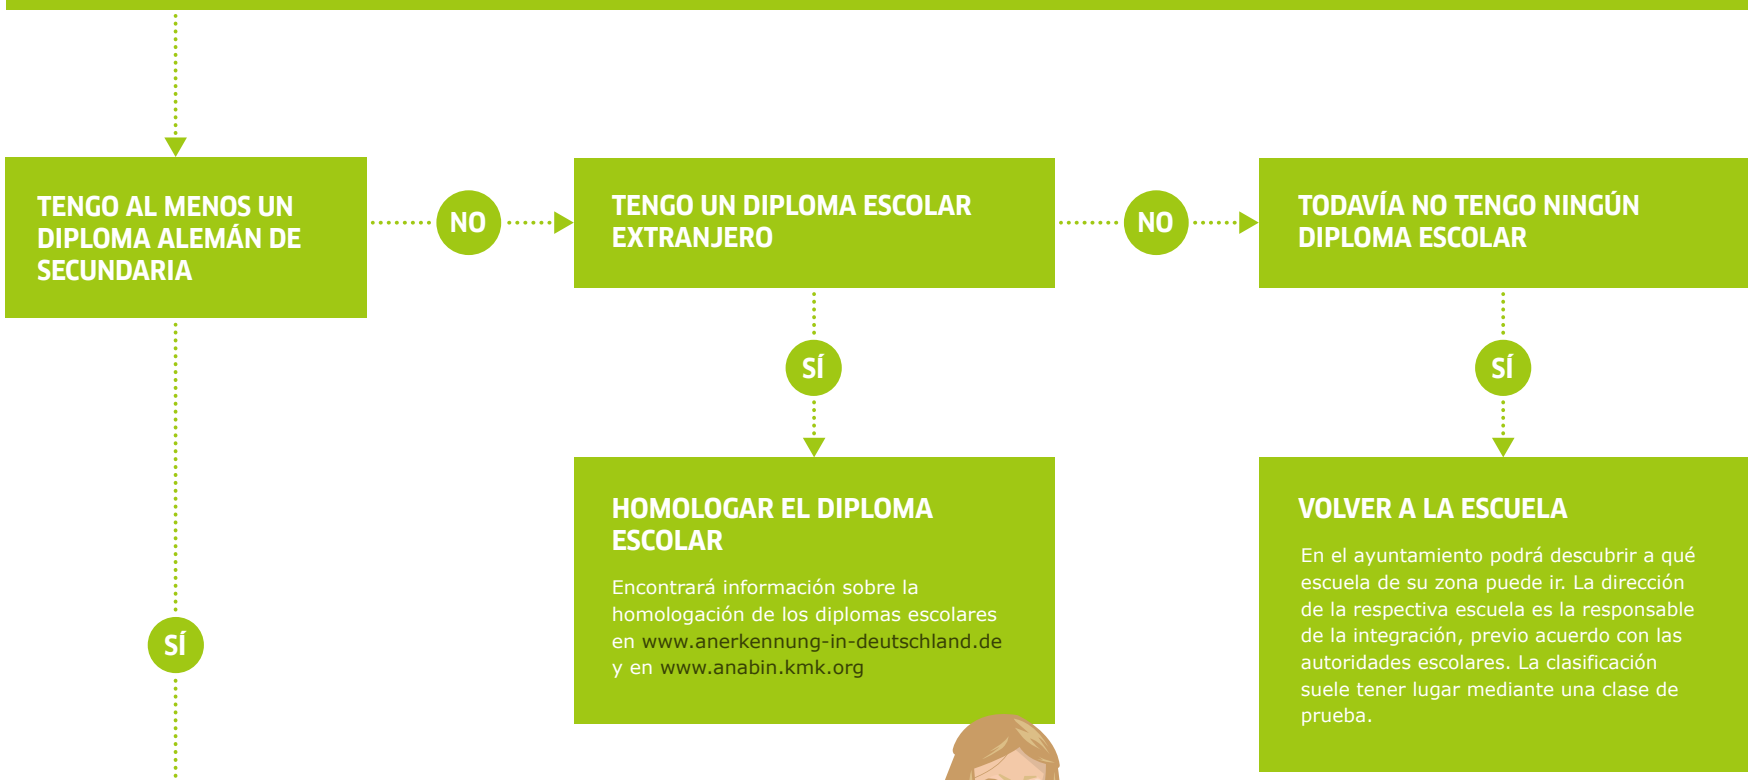 TENGO AL MENOS UN
DIPLOMA ALEMÁN DE
SECUNDARIA
NO
TENGO UN DIPLOMA ESCOLAR
EXTRANJERO
NO
TODAVÍA NO TENGO NINGÚN
DIPLOMA ESCOLAR
SÍ
SÍ
HOMOLOGAR EL DIPLOMA
ESCOLAR
Encontrará información sobre la
homologación de los diplomas escolares
en www.anerkennung-in-deutschland.de
y en www.anabin.kmk.org
VOLVER A LA ESCUELA
En el ayuntamiento podrá descubrir a qué
escuela de su zona puede ir. La dirección
de la respectiva escuela es la responsable
de la integración, previo acuerdo con las
autoridades escolares. La clasificación
suele tener lugar mediante una clase de
prueba.
SÍ